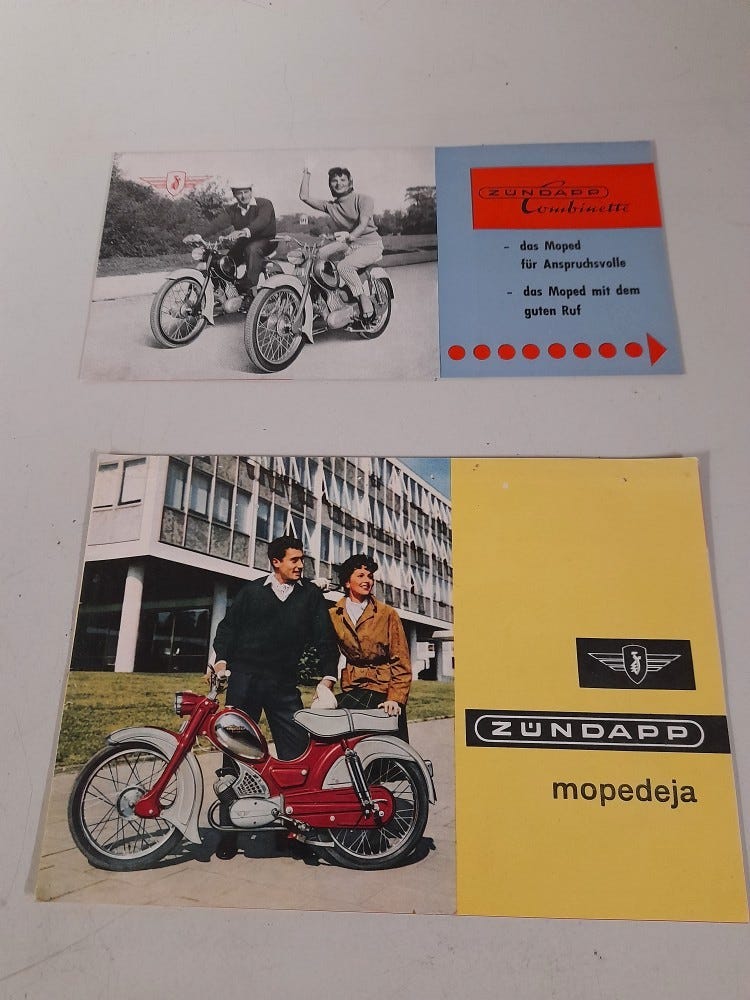 ZÜNDAPP
Combinette
- das Moped
für Anspruchsvolle
- das Moped mit dem
guten Ruf
ZÜNDAPP
mopedeja